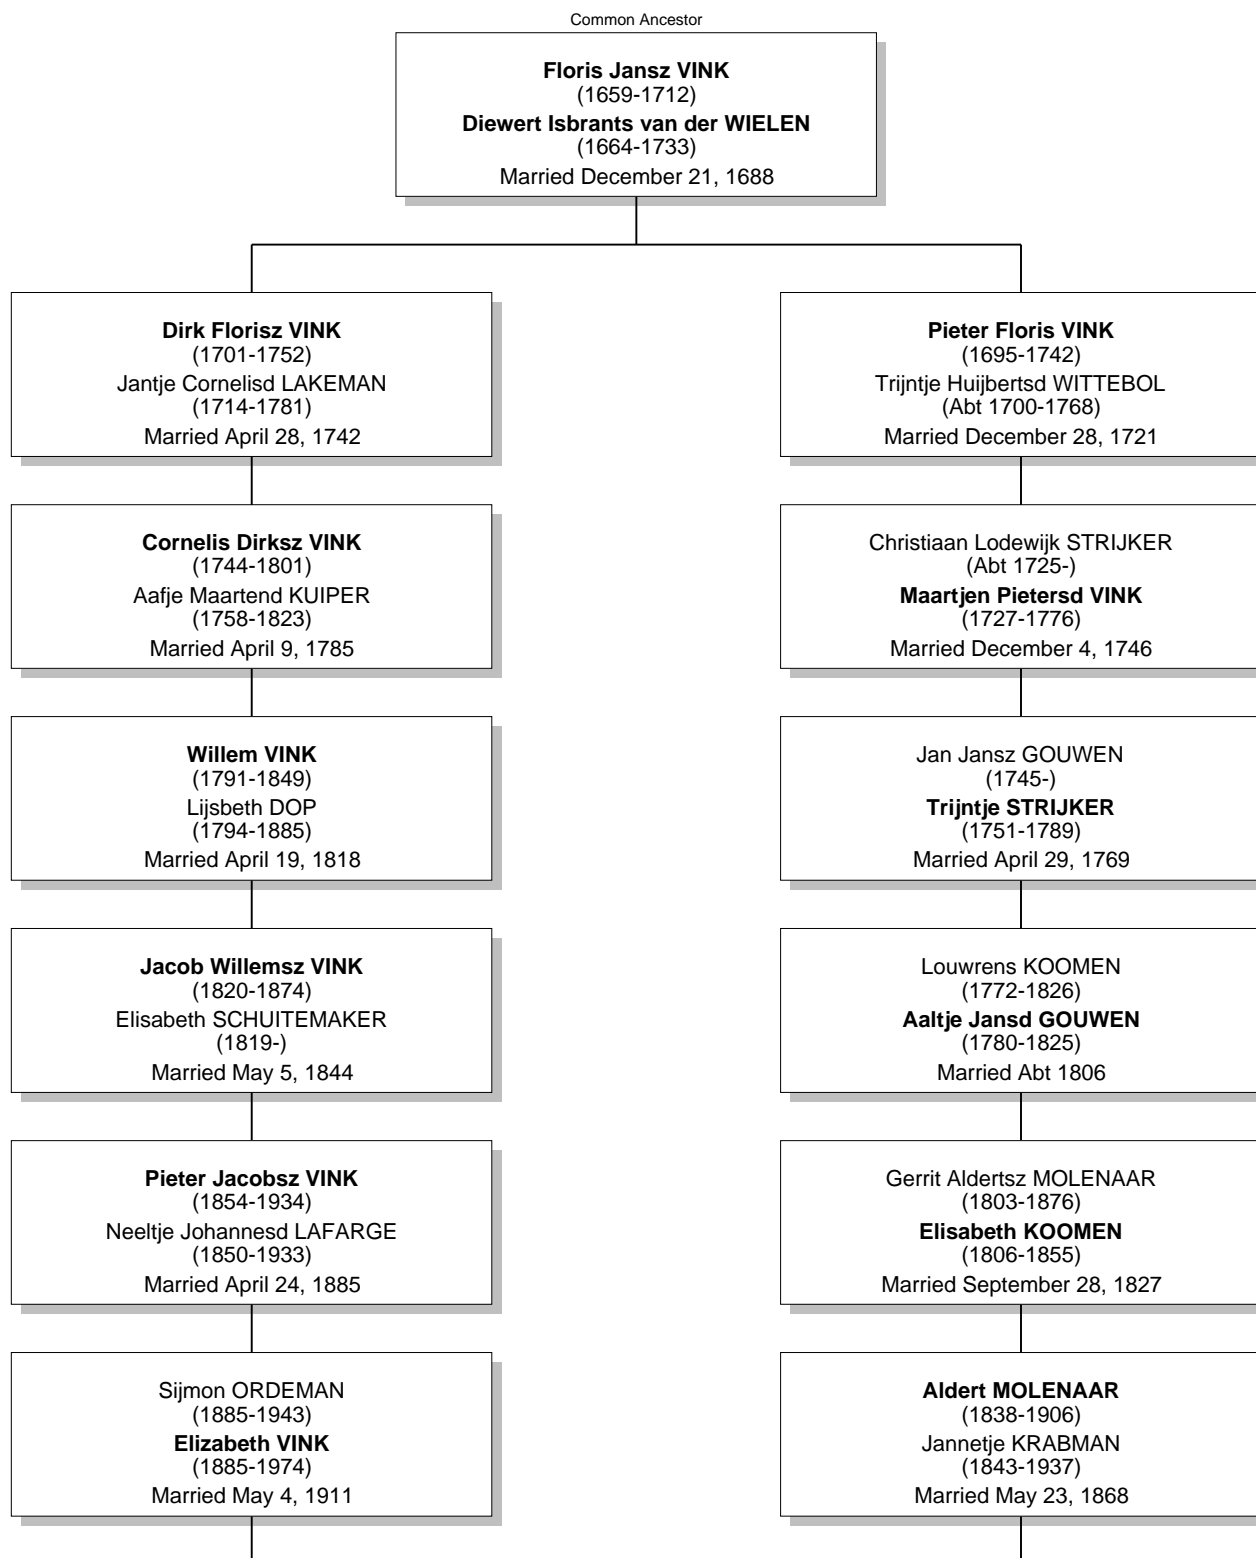 Common Ancestor
Floris Jansz VINK
(1659-1712)
Diewert Isbrants van der WIELEN
(1664-1733)
Married December 21, 1688
Dirk Florisz VINK
(1701-1752)
Jantje Cornelisd LAKEMAN
(1714-1781)
Married April 28, 1742
Pieter Floris VINK
(1695-1742)
Trijntje Huijbertsd WITTEBOL
(Abt 1700-1768)
Married December 28, 1721
Cornelis Dirksz VINK
(1744-1801)
Aafje Maartend KUIPER
(1758-1823)
Married April 9, 1785
Christiaan Lodewijk STRIJKER
(Abt 1725-)
Maartjen Pietersd VINK
(1727-1776)
Married December 4, 1746
Willem VINK
(1791-1849)
Lijsbeth DOP
(1794-1885)
Married April 19, 1818
Jan Jansz GOUWEN
(1745-)
Trijntje STRIJKER
(1751-1789)
Married April 29, 1769
Jacob Willemsz VINK
(1820-1874)
Elisabeth SCHUITEMAKER
(1819-)
Married May 5, 1844
Louwrens KOOMEN
(1772-1826)
Aaltje Jansd GOUWEN
(1780-1825)
Married Abt 1806
Pieter Jacobsz VINK
(1854-1934)
Neeltje Johannesd LAFARGE
(1850-1933)
Married April 24, 1885
Gerrit Aldertsz MOLENAAR
(1803-1876)
Elisabeth KOOMEN
(1806-1855)
Married September 28, 1827
Sijmon ORDEMAN
(1885-1943)
Elizabeth VINK
(1885-1974)
Married May 4, 1911
Aldert MOLENAAR
(1838-1906)
Jannetje KRABMAN
(1843-1937)
Married May 23, 1868